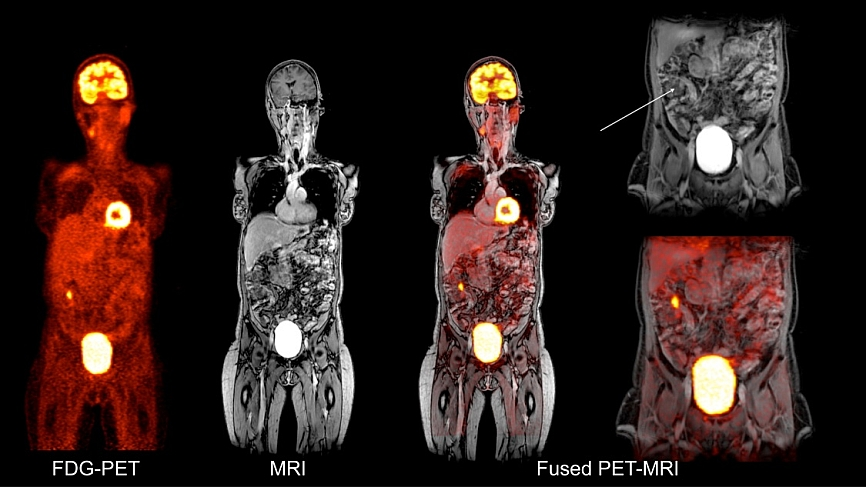 FDG-PET
MRI
Fused PET-MRI